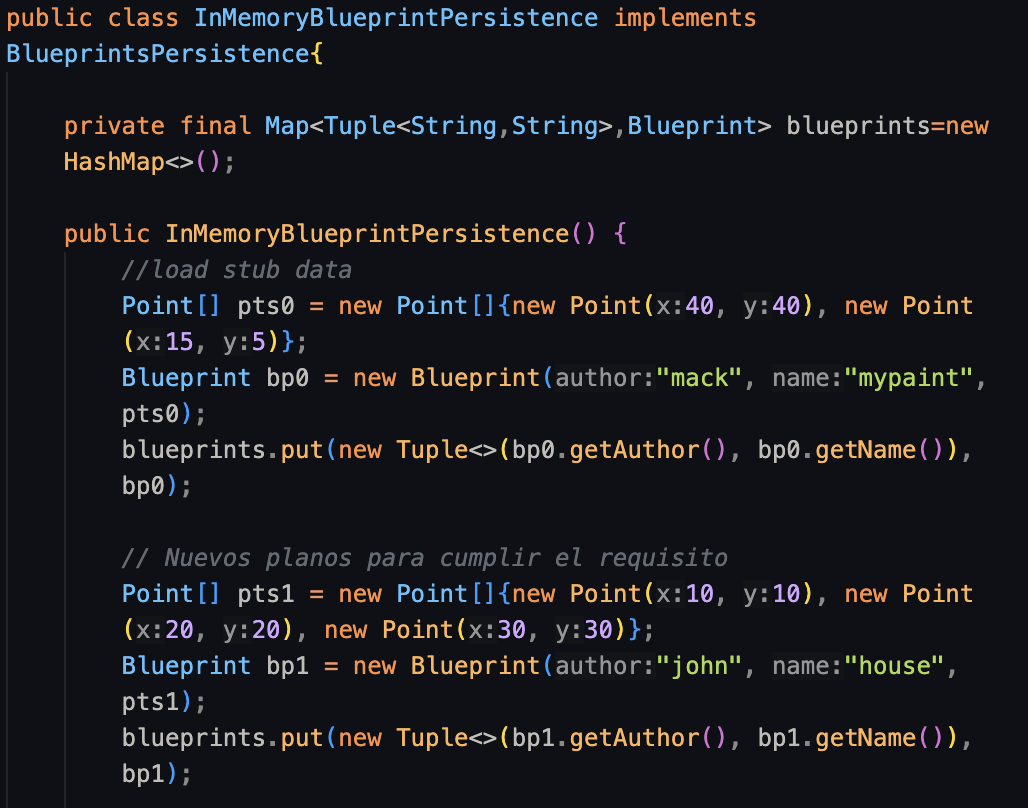 public class InMemoryBlueprintPersistence implements
BlueprintsPersistence{
private final Map<Tuple<String,String>,Blueprint> blueprints=new
HashMap<>();
public InMemoryBlueprintPersistence() {
//load stub data
Point[] pts0 = new Point[]{new Point(x:40, y:40), new Point
(x:15, y:5)};
Blueprint bp0 = new Blueprint(author:"mack", name:"mypaint",
pts0);
blueprints.put(new Tuple<>(bp0.getAuthor(), bp0.getName()),
bp0);
// Nuevos planos para cumplir el requisito
Point[] pts1 = new Point[]{new Point(x:10, y:10), new Point
(x:20, y:20), new Point(x:30, y:30)};
Blueprint bp1 = new Blueprint(author:"john", name:"house",
pts1);
blueprints.put(new Tuple<>(bp1.getAuthor(), bp1.getName()),
bp1);